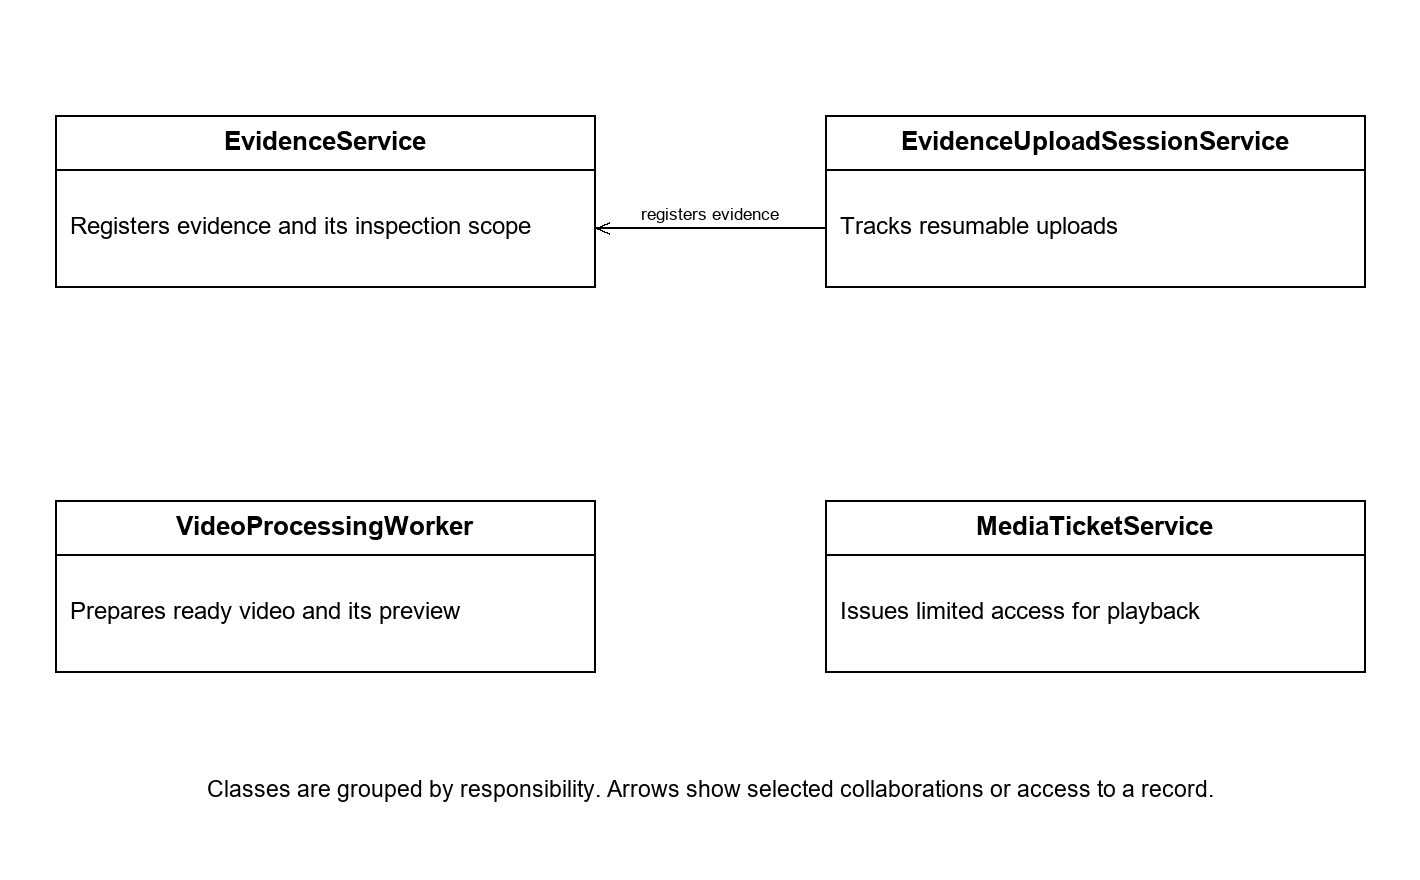 EvidenceService
Registers evidence and its inspection scope
registers evidence
EvidenceUploadSessionService
Tracks resumable uploads
VideoProcessingWorker
Prepares ready video and its preview
MediaTicketService
Issues limited access for playback
Classes are grouped by responsibility. Arrows show selected collaborations or access to a record.